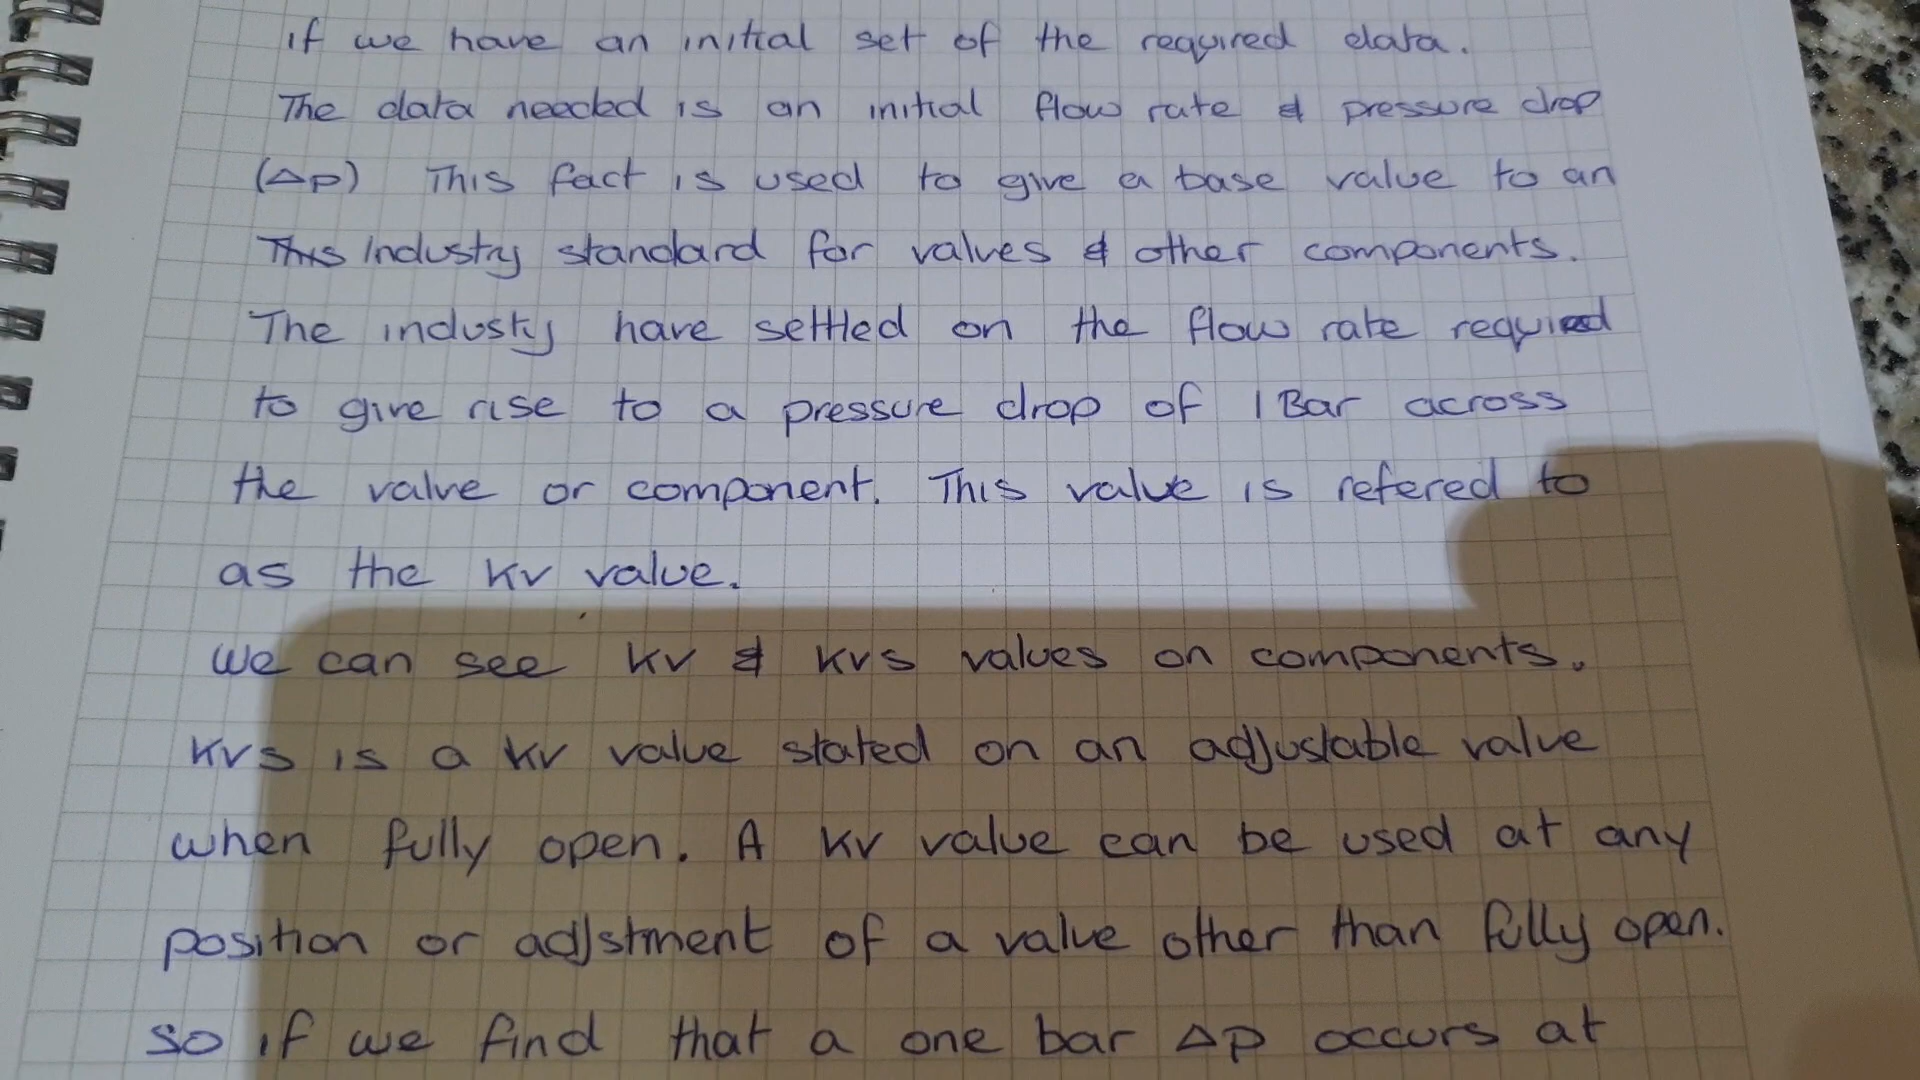 if we have an initial set of the required data.
The data needed is an initial flow rate & pressure drop
(Δp) This fact is used to give a base value to an
This Industry standard for valves & other components.
The industy have settled on the flow rate required
to give rise to a pressure drop of 1 Bar across
the valve or component. This value is refered to
as the Kv value.
We can see Kv & Kvs values on components.
Kvs is a Kv value stated on an adjustable valve
when fully open. A Kv value can be used at any
position or adjstment of a valve other than fully open.
So if we find that a one bar Δp occurs at